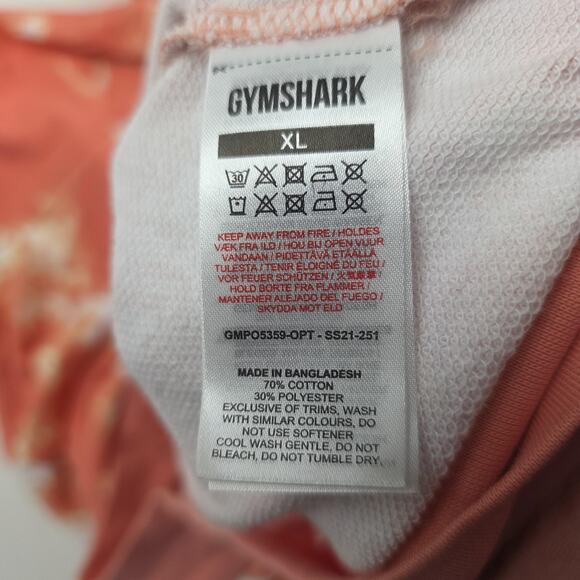 GYMSHARK
XL
30
KEEP AWAY FROM FIRE / HOLDES
VÆK FRA ILD / HOU BIJ OPEN VUUR
VANDAAN / PIDETTÄVÄ ETÄÄLLÄ
TULESTA / TENIR ÉLOIGNÉ DU FEU /
VOR FEUER SCHÜTZEN / 火気厳禁 /
HOLD BORTE FRA FLAMMER /
MANTENER ALEJADO DEL FUEGO /
SKYDDA MOT ELD
GMPO5359-OPT - SS21-251
MADE IN BANGLADESH
70% COTTON
30% POLYESTER
EXCLUSIVE OF TRIMS, WASH
WITH SIMILAR COLOURS, DO
NOT USE SOFTENER
COOL WASH GENTLE, DO NOT
BLEACH, DO NOT TUMBLE DRY,